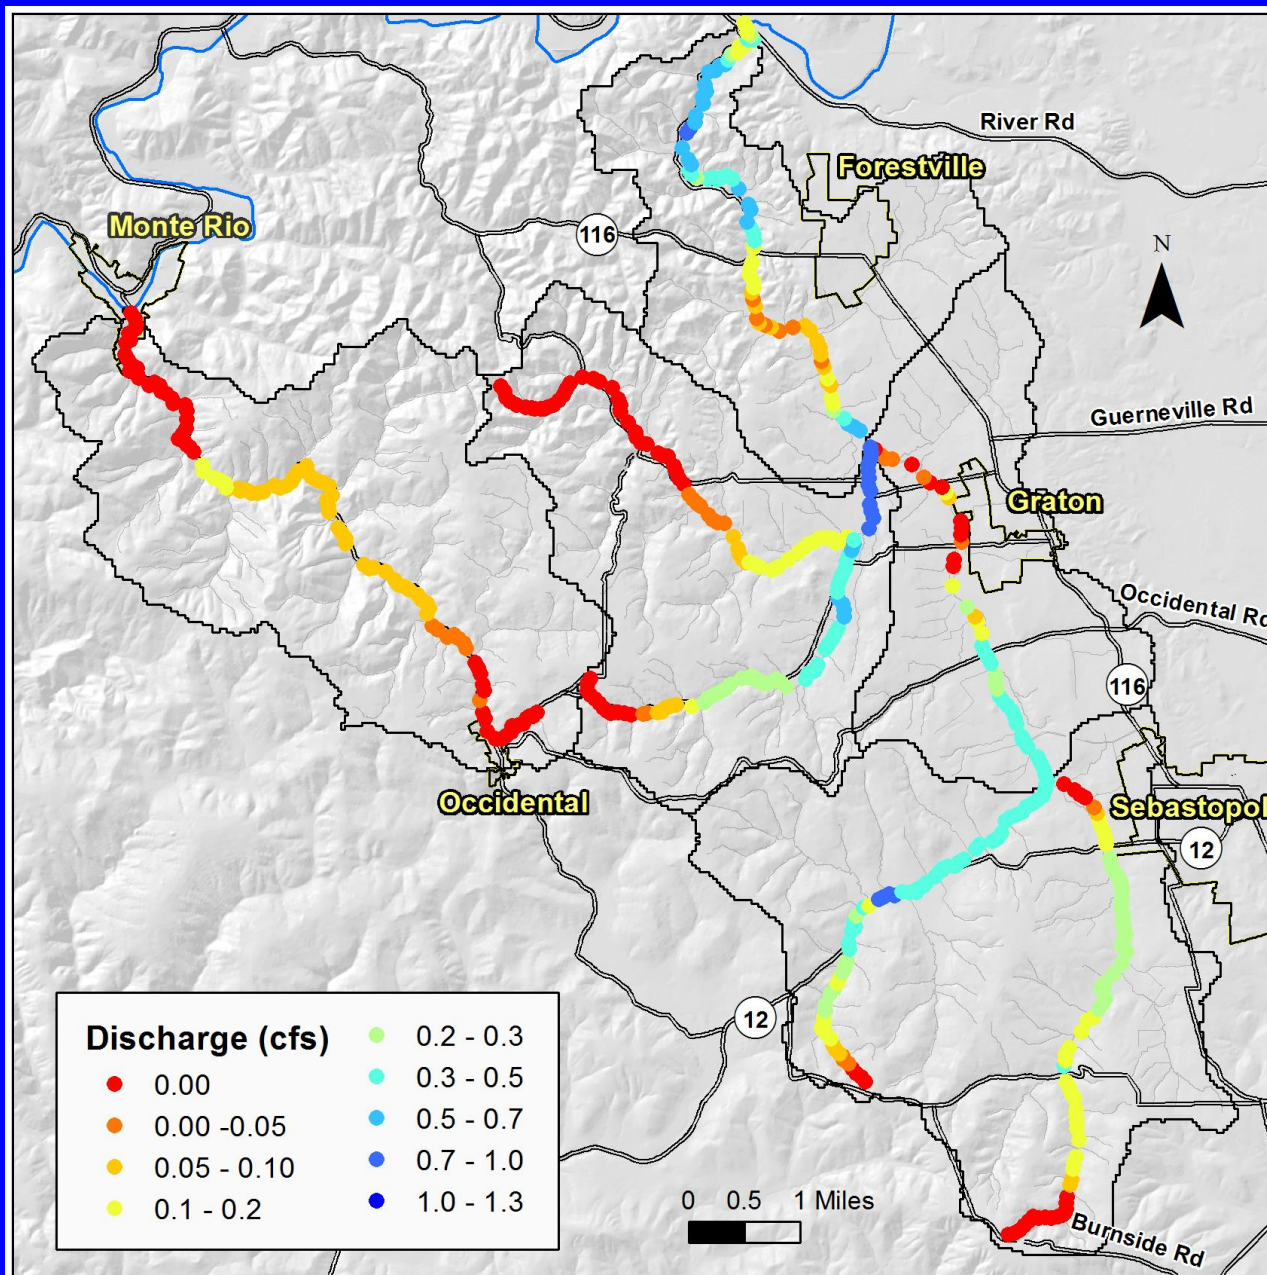 River Rd
Forestville
Monte Rio
116
N
Guerneville Rd
Graton
Occidental Rd
116
Occidental
Sebastopol
12
12
Discharge (cfs)
0.00
0.00 -0.05
0.05 - 0.10
0.1 - 0.2
0.2 - 0.3
0.3 - 0.5
0.5 - 0.7
0.7 - 1.0
1.0 - 1.3
0 0.5 1 Miles
Burnside Rd